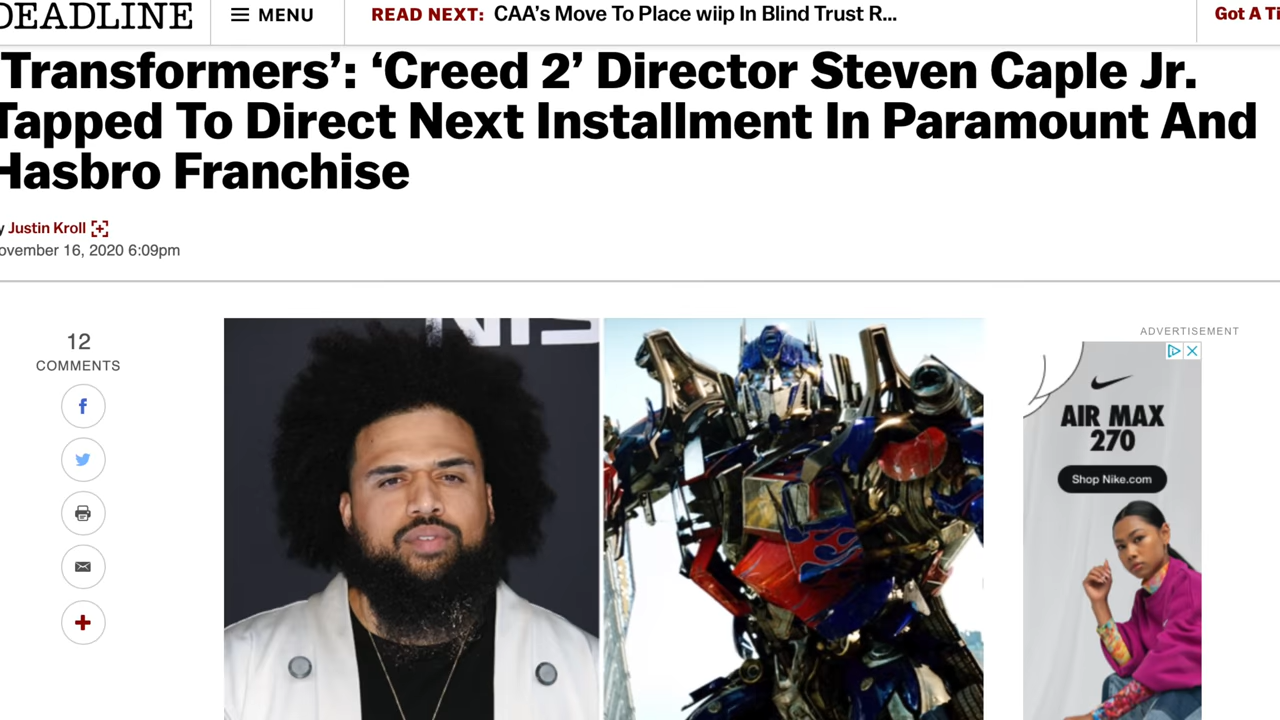 DEADLINE
MENU
READ NEXT: CAA's Move To Place wiip In Blind Trust R...
Got A Ti
'Transformers': 'Creed 2' Director Steven Caple Jr.
Tapped To Direct Next Installment In Paramount And
Hasbro Franchise
y Justin Kroll
ovember 16, 2020 6:09pm
12
COMMENTS
ADVERTISEMENT
AIR MAX
270
Shop Nike.com